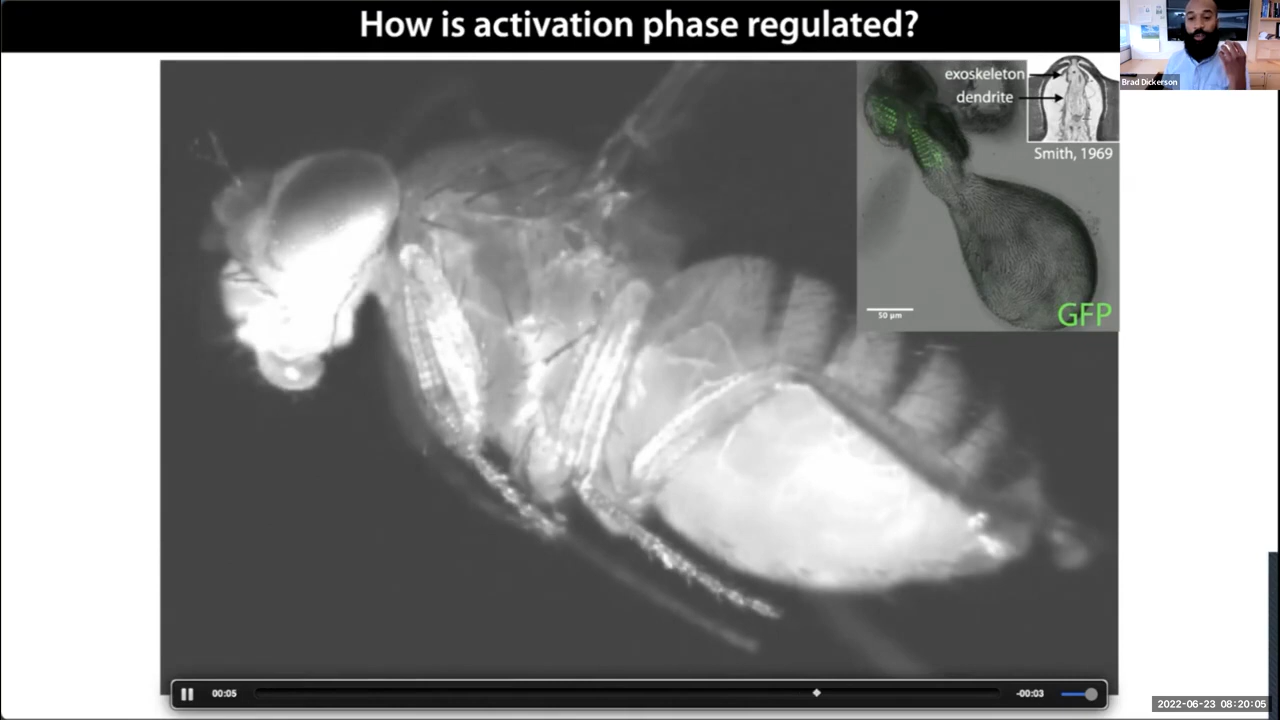 How is activation phase regulated?
exoskeleton
dendrite
Smith, 1969
50 µm
GFP
Brad Dickerson
00:05
-00:03
2022-06-23 08:20:05